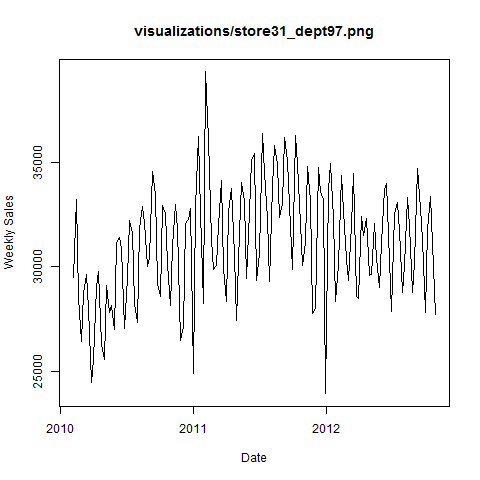 visualizations/store31_dept97.png
Weekly Sales
35000
30000
25000
2010 2011 2012
Date